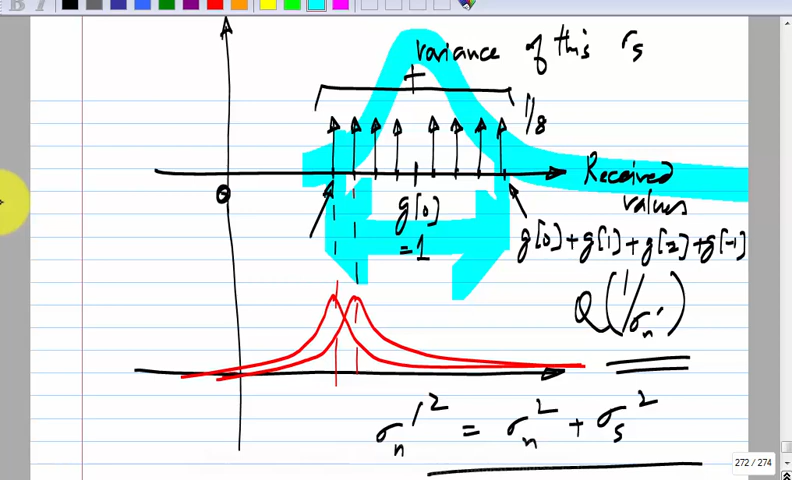 variance of this σs
1/8
0
g[0]
= 1
Received
values
g[0]+g[1]+g[2]+g[-1]
Q(1/σn')
σn'² = σn² + σs²
272 / 274